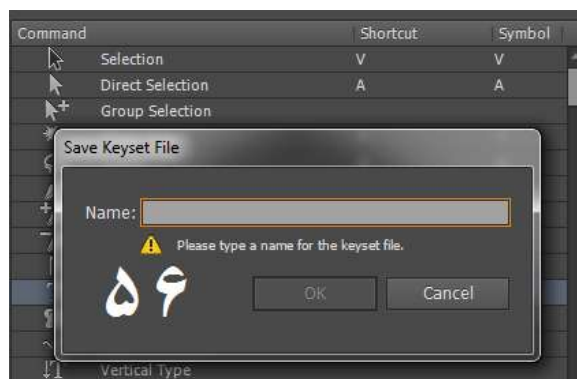 Command Shortcut Symbol
Selection V V
Direct Selection A A
Group Selection
Save Keyset File
Name:
Please type a name for the keyset file.
۵۶
OK Cancel
Vertical Type